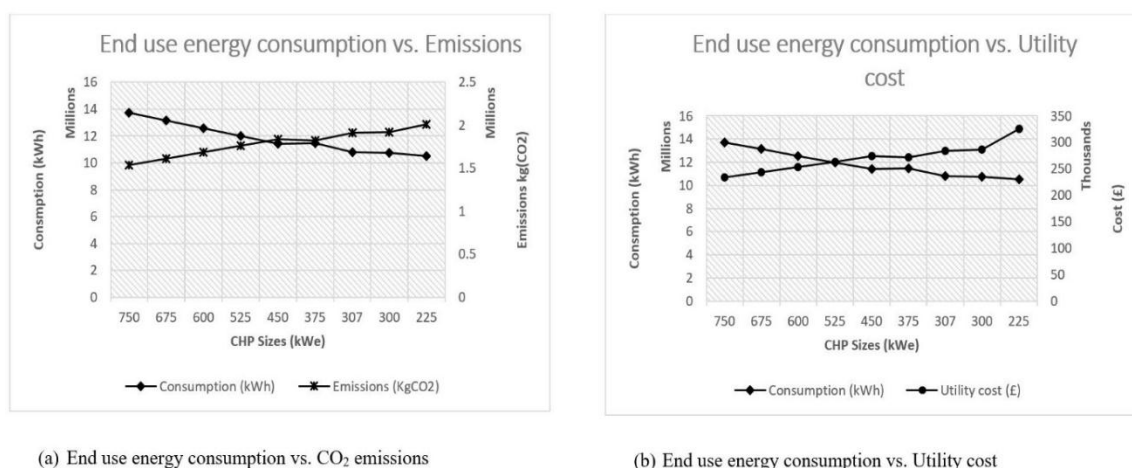 End use energy consumption vs. Emissions
16
14
12
10
8
6
4
2
0
Consmption (kWh)
Millions
2.5
2
1.5
1
0.5
0
Millions
Emissions kg(CO2)
750 675 600 525 450 375 307 300 225
CHP Sizes (kWe)
Consumption (kWh) Emissions (KgCO2)
(a) End use energy consumption vs. CO₂ emissions
End use energy consumption vs. Utility
cost
16
14
12
10
8
6
4
2
0
Consmption (kWh)
Millions
350
300
250
200
150
100
50
0
Thousands
Cost (£)
750 675 600 525 450 375 307 300 225
CHP Sizes (kWe)
Consumption (kWh) Utility cost (£)
(b) End use energy consumption vs. Utility cost